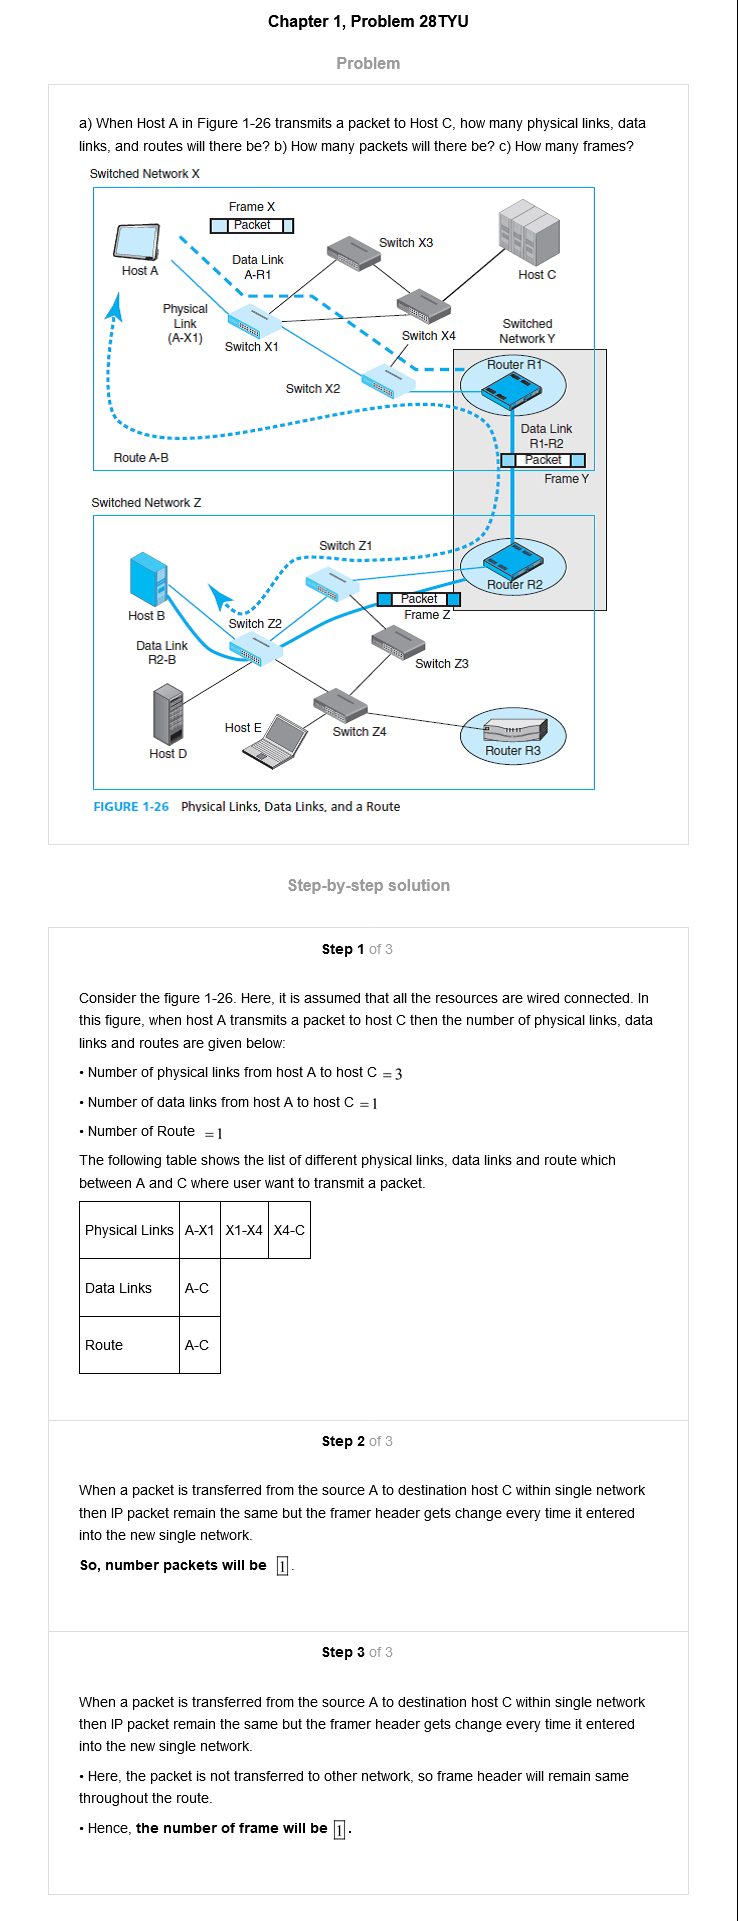 Chapter 1, Problem 28TYU
Problem
a) When Host A in Figure 1-26 transmits a packet to Host C, how many physical links, data
links, and routes will there be? b) How many packets will there be? c) How many frames?
Switched Network X
Frame X
Packet
Switch X3
Data Link
A-R1
Host A
Host C
Physical
Link
(A-X1)
Switch X1
Switch X4
Switched
Network Y
Router R1
Switch X2
Data Link
R1-R2
Route A-B
Packet
Frame Y
Switched Network Z
Switch Z1
Router R2
Packet
Host B
Frame Z
Switch Z2
Data Link
R2-B
Switch Z3
Host E
Switch Z4
Host D
Router R3
FIGURE 1-26 Physical Links, Data Links, and a Route
Step-by-step solution
Step 1 of 3
Consider the figure 1-26. Here, it is assumed that all the resources are wired connected. In
this figure, when host A transmits a packet to host C then the number of physical links, data
links and routes are given below:
• Number of physical links from host A to host C = 3
• Number of data links from host A to host C = 1
• Number of Route = 1
The following table shows the list of different physical links, data links and route which
between A and C where user want to transmit a packet.
Physical Links A-X1 X1-X4 X4-C
Data Links A-C
Route A-C
Step 2 of 3
When a packet is transferred from the source A to destination host C within single network
then IP packet remain the same but the framer header gets change every time it entered
into the new single network.
So, number packets will be 1.
Step 3 of 3
When a packet is transferred from the source A to destination host C within single network
then IP packet remain the same but the framer header gets change every time it entered
into the new single network.
• Here, the packet is not transferred to other network, so frame header will remain same
throughout the route.
• Hence, the number of frame will be 1.